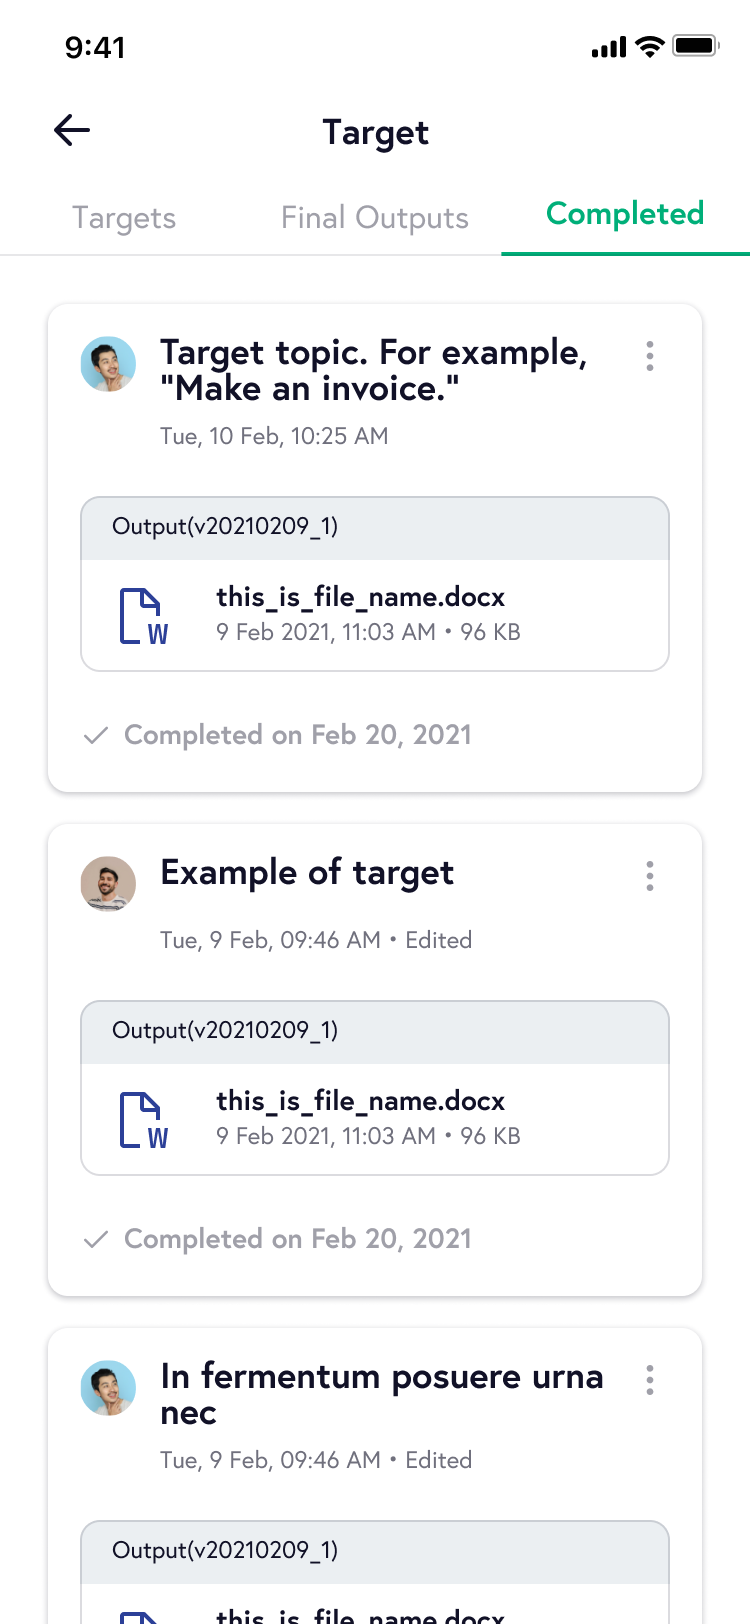 9:41
Target
Targets
Final Outputs
Completed
Target topic. For example,
"Make an invoice."
Tue, 10 Feb, 10:25 AM
Output(v20210209_1)
W
this_is_file_name.docx
9 Feb 2021, 11:03 AM • 96 KB
Completed on Feb 20, 2021
Example of target
Tue, 9 Feb, 09:46 AM • Edited
Output(v20210209_1)
W
this_is_file_name.docx
9 Feb 2021, 11:03 AM • 96 KB
Completed on Feb 20, 2021
In fermentum posuere urna
nec
Tue, 9 Feb, 09:46 AM • Edited
Output(v20210209_1)
this_is_file_name.docx